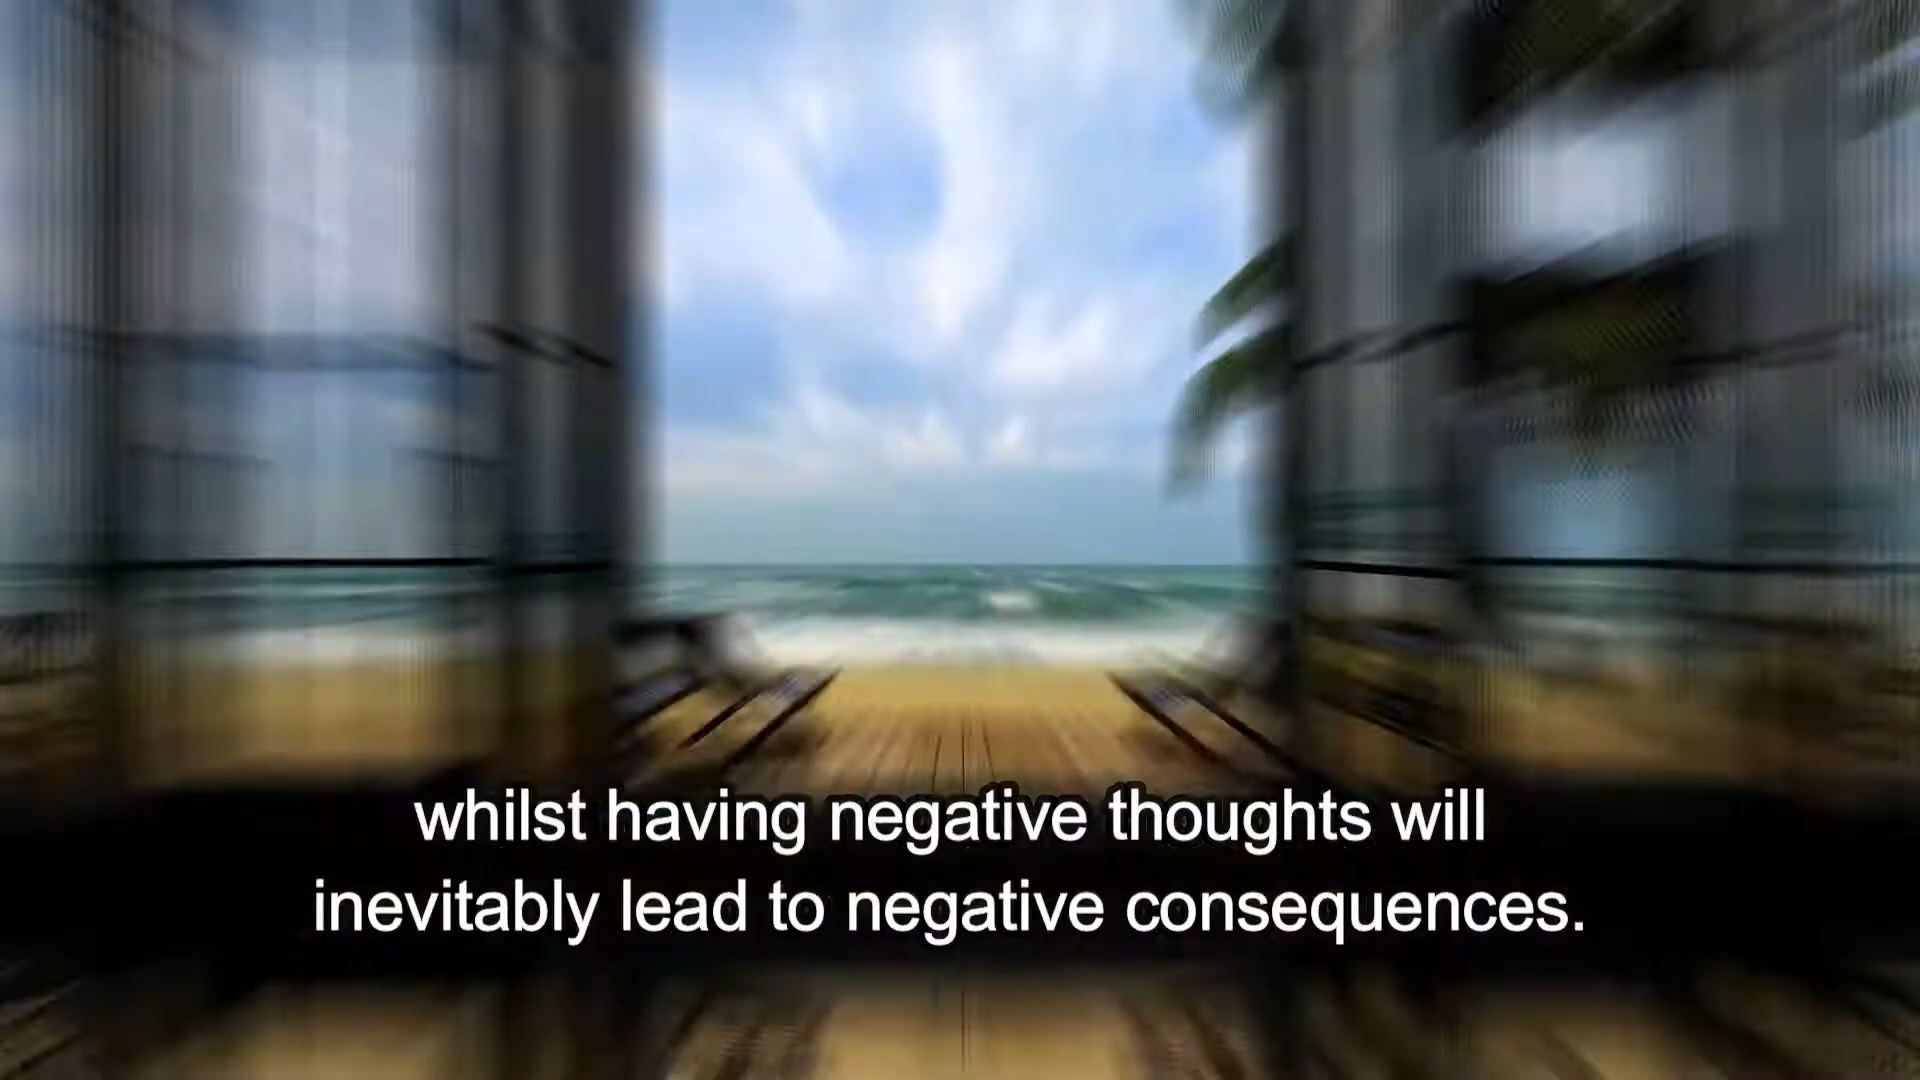 whilst having negative thoughts will
inevitably lead to negative consequences.